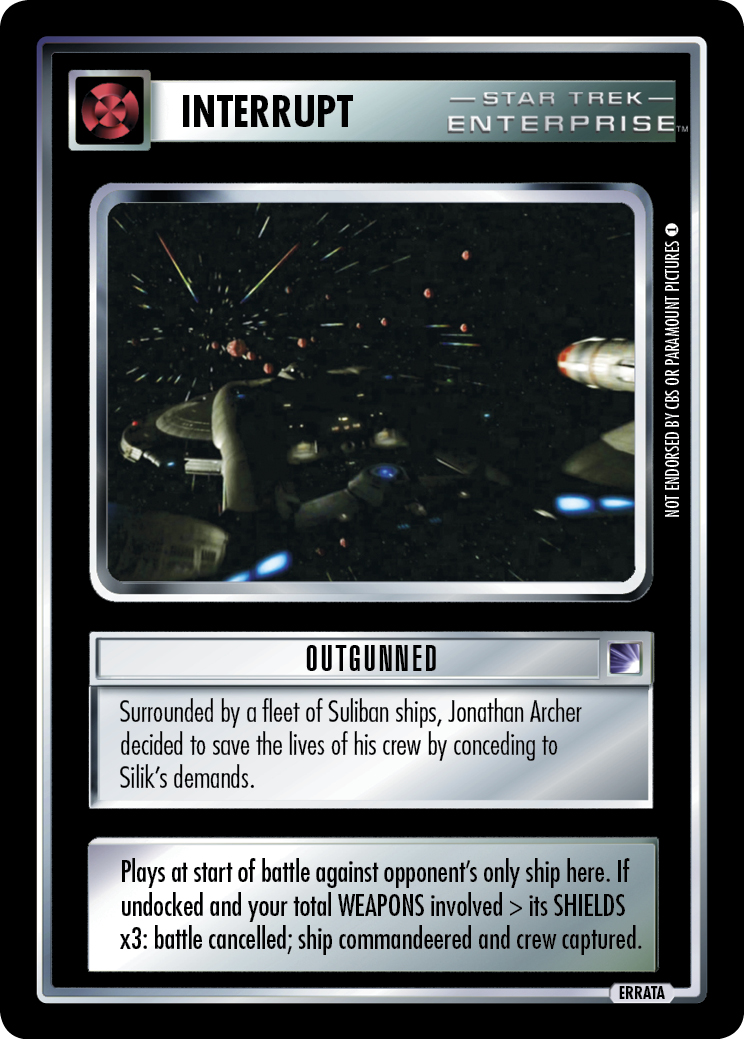 INTERRUPT
— STAR TREK —
ENTERPRISE™
NOT ENDORSED BY CBS OR PARAMOUNT PICTURES 1
OUTGUNNED
Surrounded by a fleet of Suliban ships, Jonathan Archer
decided to save the lives of his crew by conceding to
Silik's demands.
Plays at start of battle against opponent's only ship here. If
undocked and your total WEAPONS involved > its SHIELDS
x3: battle cancelled; ship commandeered and crew captured.
ERRATA